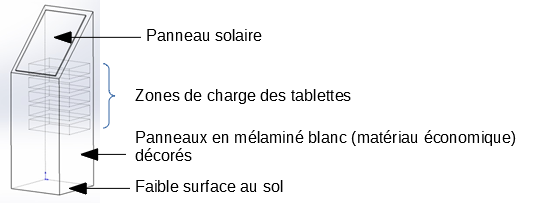 Panneau solaire
Zones de charge des tablettes
Panneaux en mélaminé blanc (matériau économique)
décorés
Faible surface au sol